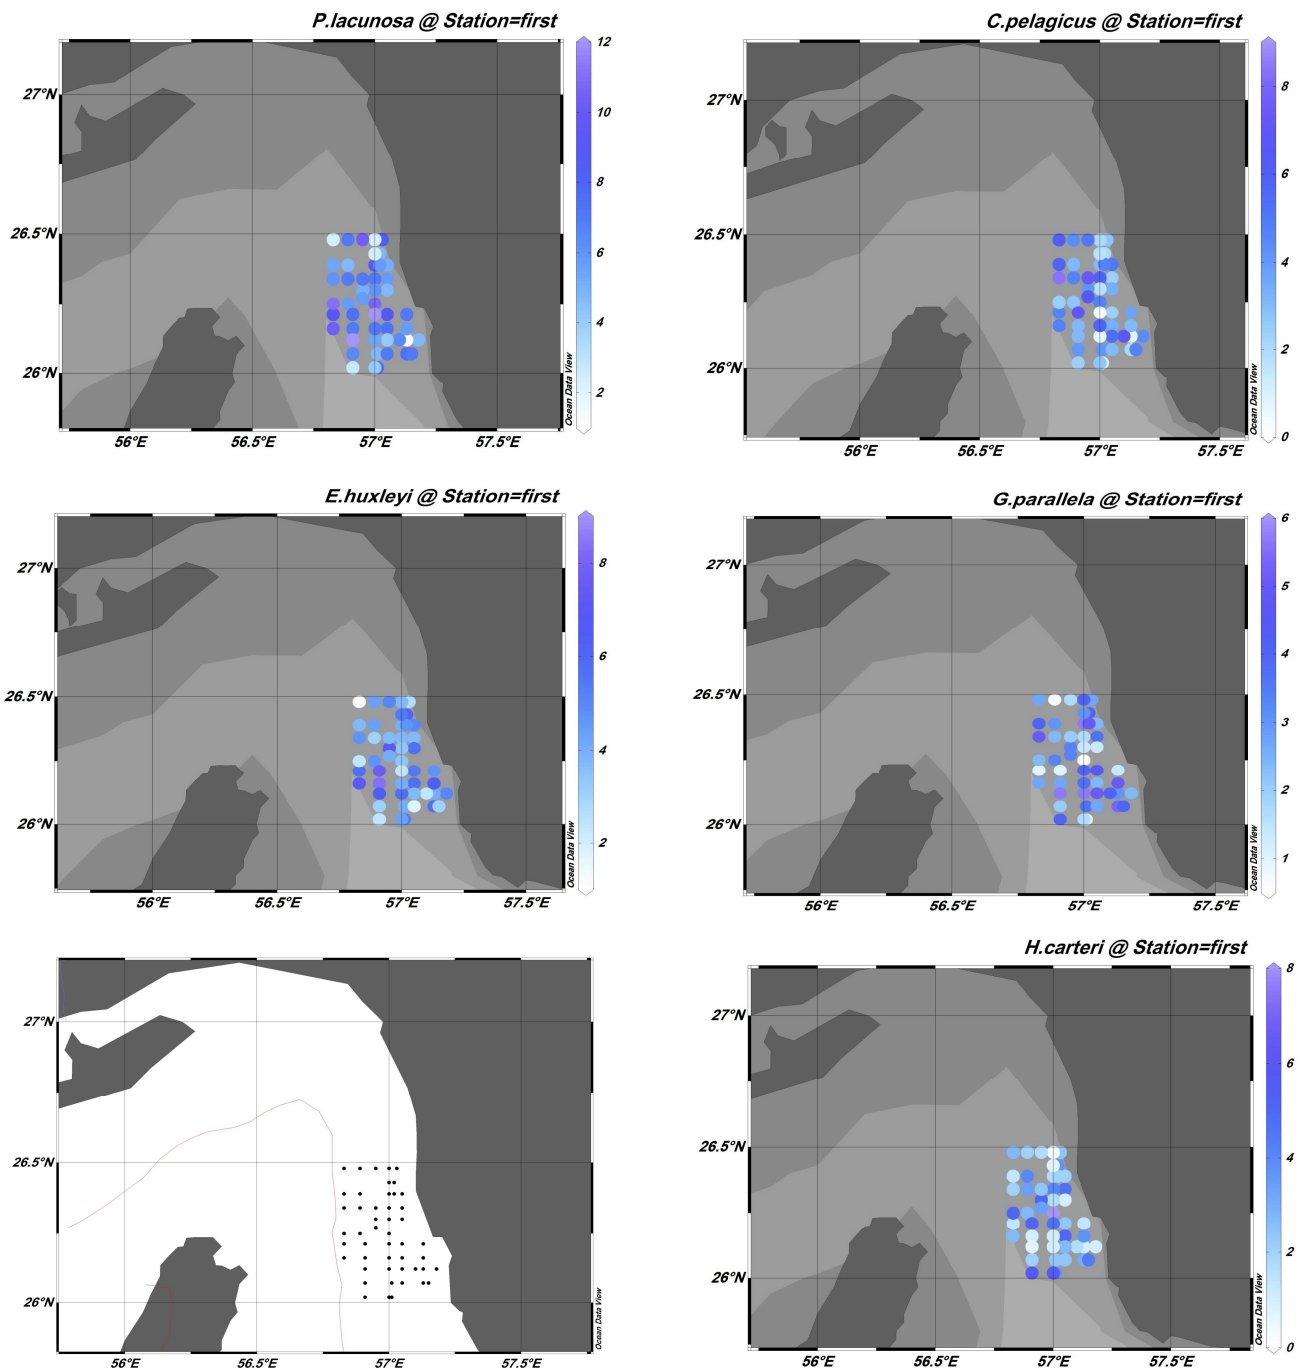 P.lacunosa @ Station=first
12
10
8
6
4
2
27°N
26.5°N
26°N
56°E
56.5°E
57°E
57.5°E
Ocean Data View
C.pelagicus @ Station=first
8
6
4
2
0
27°N
26.5°N
26°N
56°E
56.5°E
57°E
57.5°E
Ocean Data View
E.huxleyi @ Station=first
8
6
4
2
27°N
26.5°N
26°N
56°E
56.5°E
57°E
57.5°E
Ocean Data View
G.parallela @ Station=first
6
5
4
3
2
1
27°N
26.5°N
26°N
56°E
56.5°E
57°E
57.5°E
Ocean Data View
27°N
26.5°N
26°N
56°E
56.5°E
57°E
57.5°E
Ocean Data View
H.carteri @ Station=first
8
6
4
2
0
27°N
26.5°N
26°N
56°E
56.5°E
57°E
57.5°E
Ocean Data View